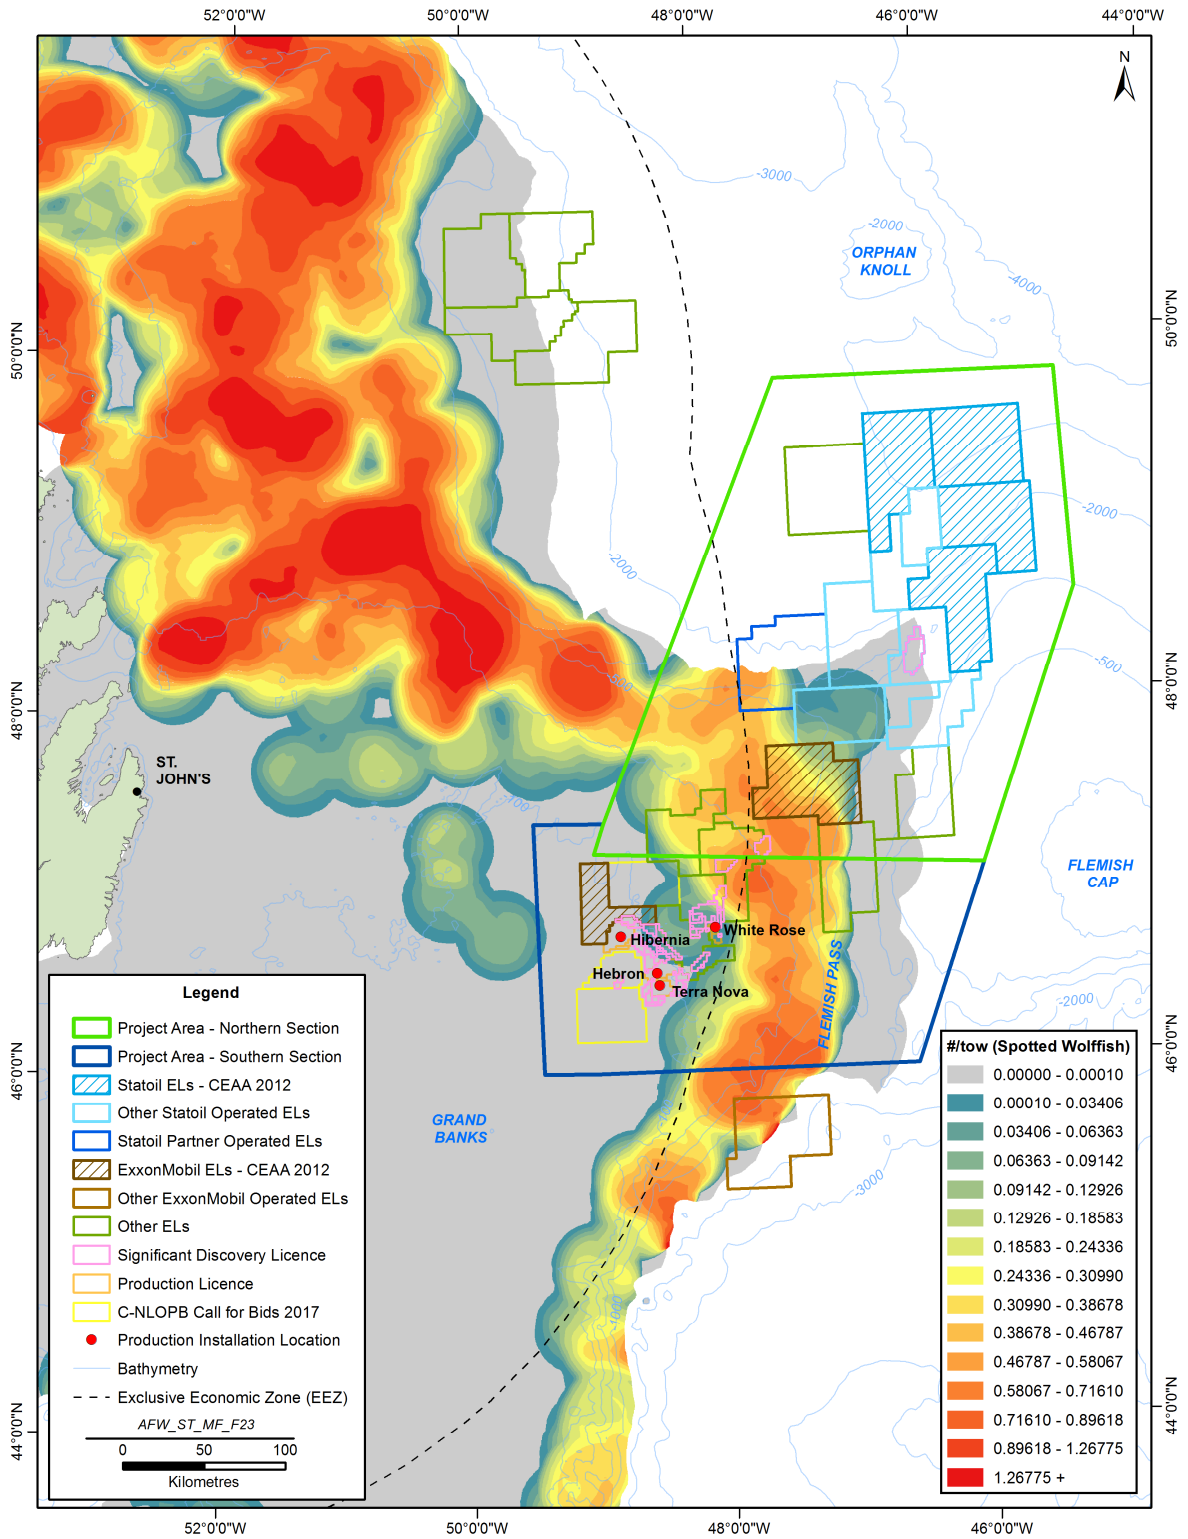 52°0'0"W
50°0'0"W
48°0'0"W
46°0'0"W
44°0'0"W
N
-3000
-2000
ORPHAN
KNOLL
-4000
50°0'0"N
50°0'0"N
-2000
-2000
-500
-500
48°0'0"N
48°0'0"N
ST.
JOHN'S
-100
FLEMISH
CAP
White Rose
Hibernia
Hebron
Terra Nova
FLEMISH PASS
-2000
46°0'0"N
46°0'0"N
GRAND
BANKS
-3000
-1000
44°0'0"N
44°0'0"N
Legend
Project Area - Northern Section
Project Area - Southern Section
Statoil ELs - CEAA 2012
Other Statoil Operated ELs
Statoil Partner Operated ELs
ExxonMobil ELs - CEAA 2012
Other ExxonMobil Operated ELs
Other ELs
Significant Discovery Licence
Production Licence
C-NLOPB Call for Bids 2017
Production Installation Location
Bathymetry
Exclusive Economic Zone (EEZ)
AFW_ST_MF_F23
0 50 100
Kilometres
#/tow (Spotted Wolffish)
0.00000 - 0.00010
0.00010 - 0.03406
0.03406 - 0.06363
0.06363 - 0.09142
0.09142 - 0.12926
0.12926 - 0.18583
0.18583 - 0.24336
0.24336 - 0.30990
0.30990 - 0.38678
0.38678 - 0.46787
0.46787 - 0.58067
0.58067 - 0.71610
0.71610 - 0.89618
0.89618 - 1.26775
1.26775 +
52°0'0"W
50°0'0"W
48°0'0"W
46°0'0"W